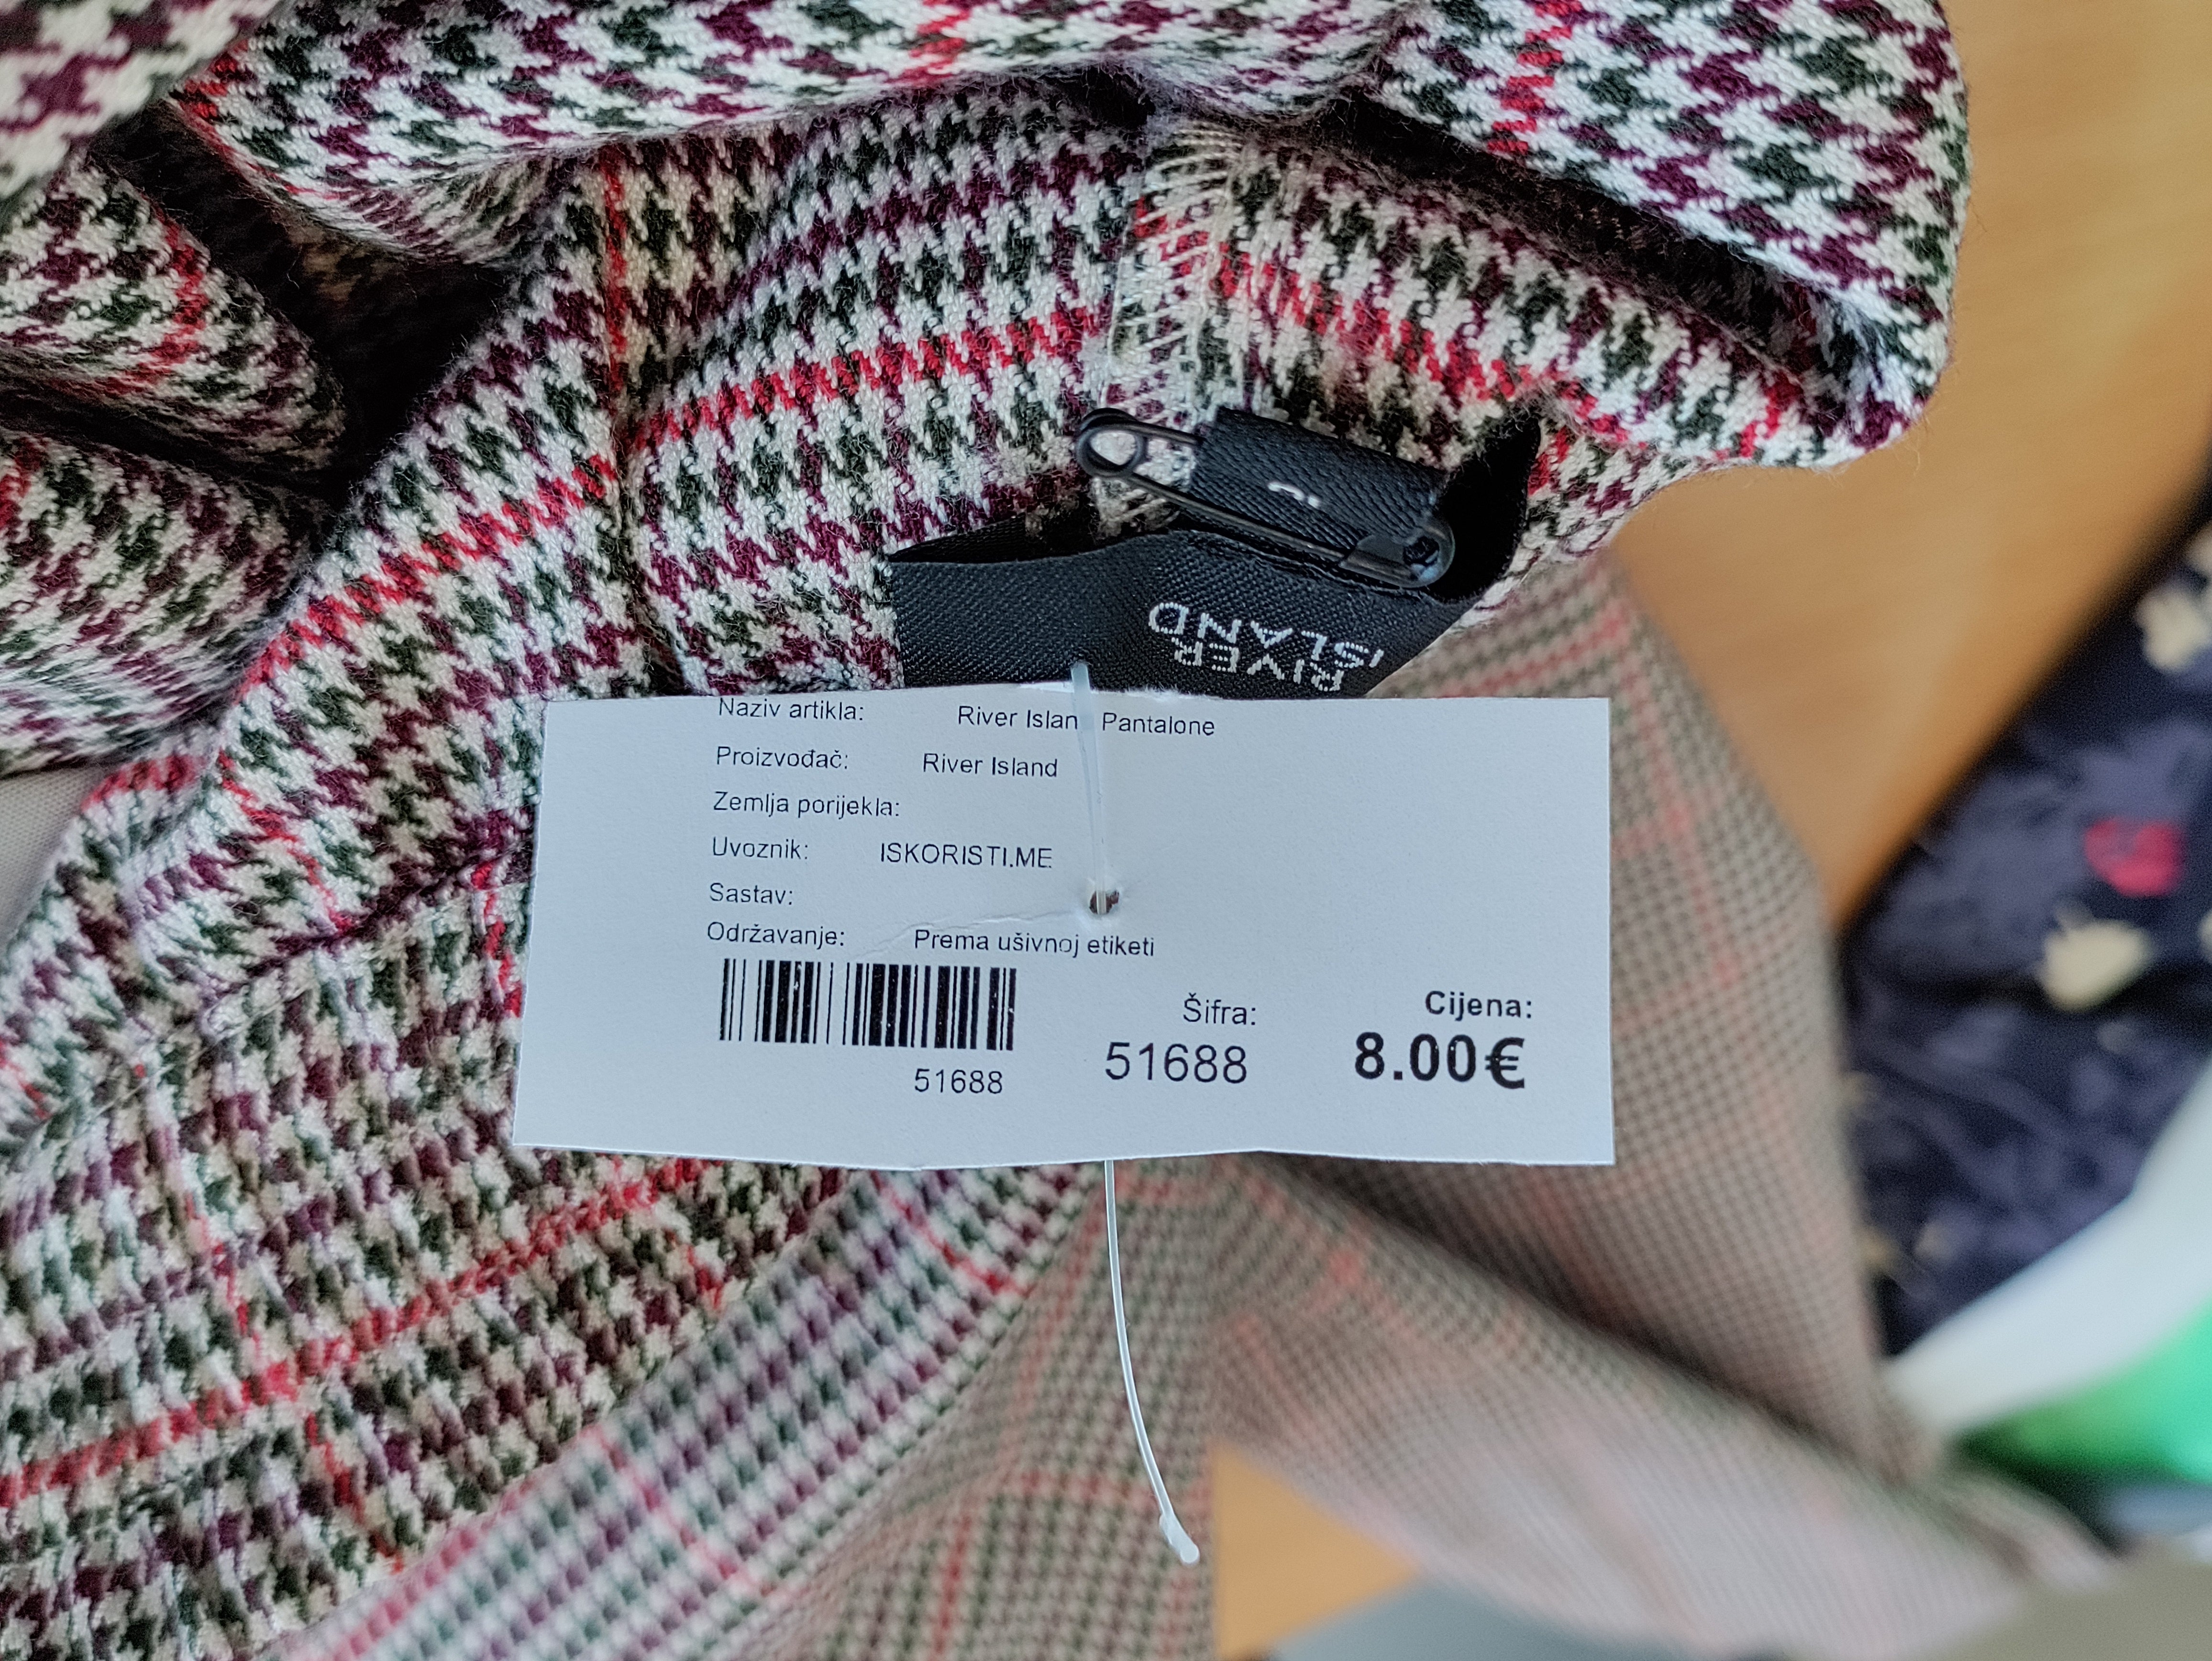 RIVER
ISLAND
Naziv artikla: River Islan Pantalone
Proizvođač: River Island
Zemlja porijekla:
Uvoznik: ISKORISTI.ME
Sastav:
Održavanje: Prema ušivnoj etiketi
51688
Šifra:
51688
Cijena:
8.00€